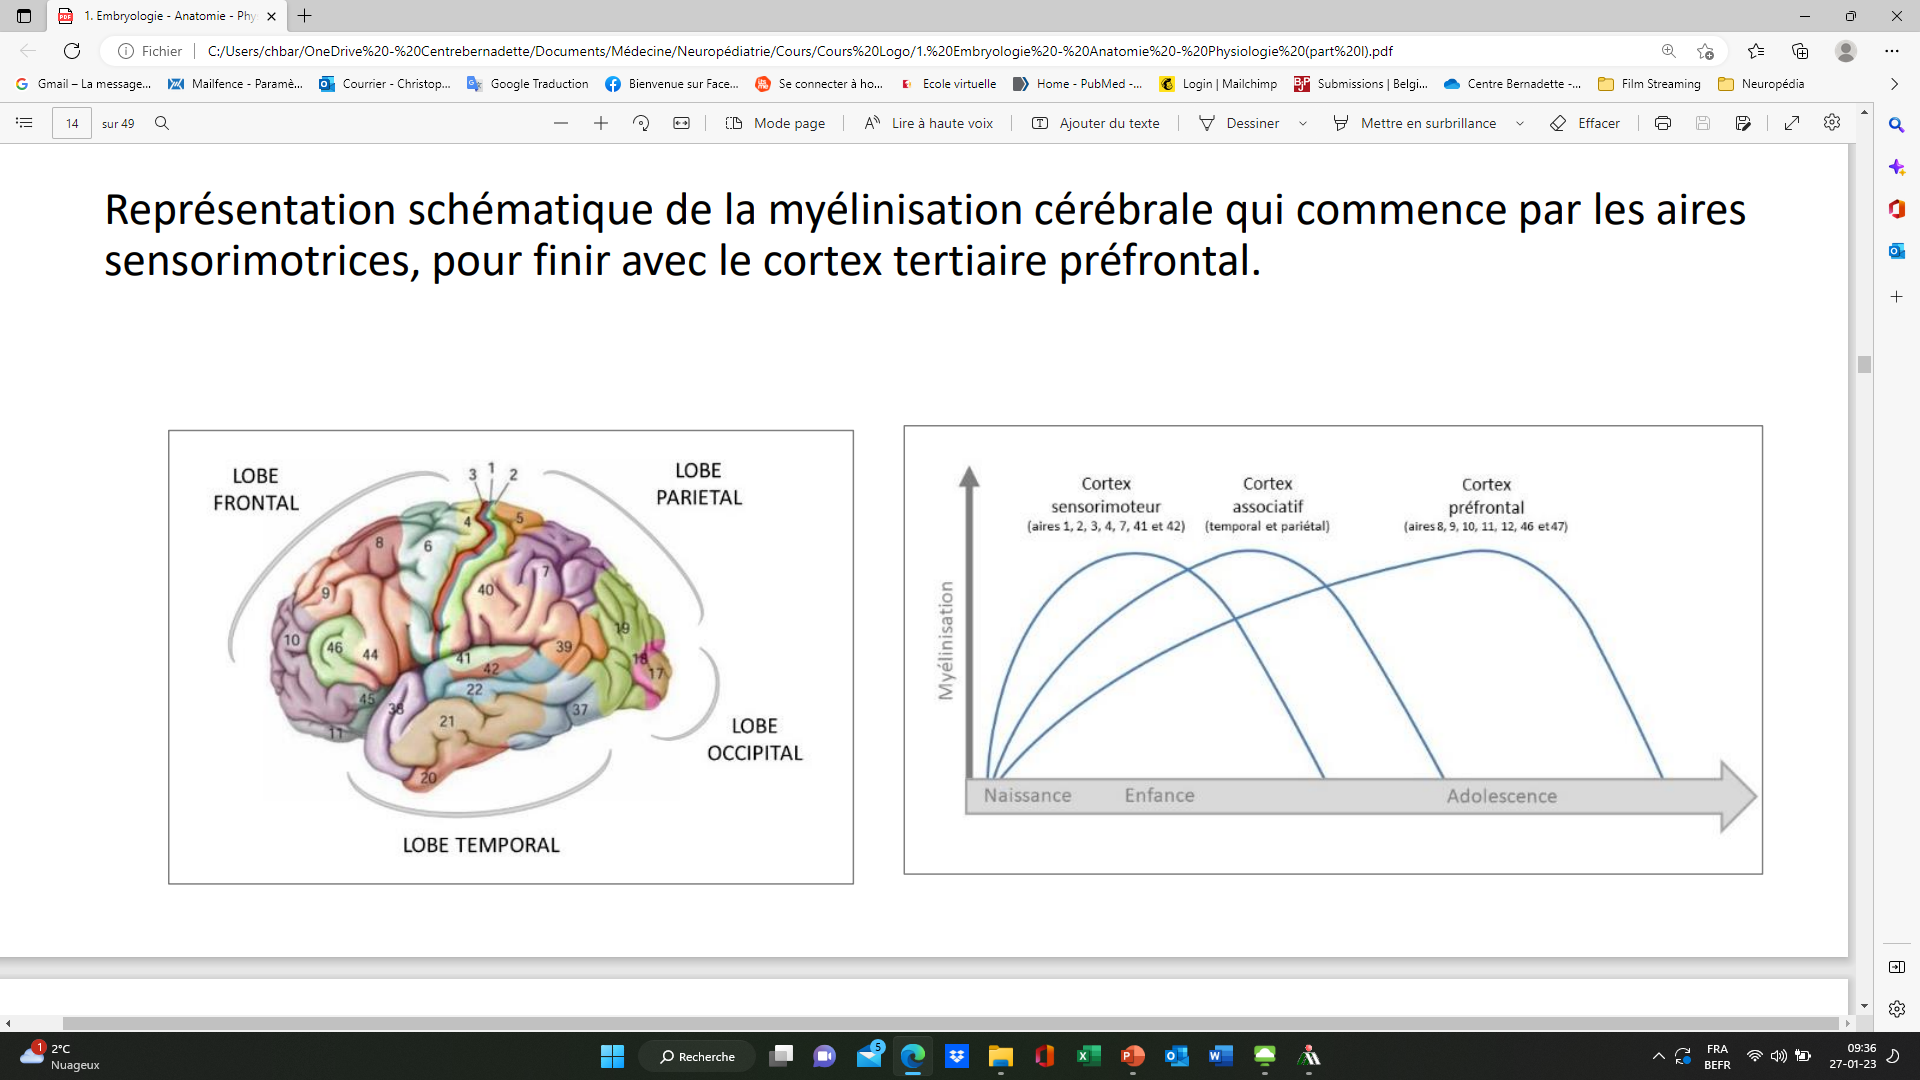 1. Embryologie - Anatomie - Phy
Fichier
C:/Users/chbar/OneDrive%20-%20Centrebernadette/Documents/Médecine/Neuropédiatrie/Cours/Cours%20Logo/1.%20Embryologie%20-%20Anatomie%20-%20Physiologie%20(part%20I).pdf
Gmail – La message... Mailfence - Paramè... Courrier - Christop... Google Traduction Bienvenue sur Face... Se connecter à ho... Ecole virtuelle Home - PubMed -... Login | Mailchimp Submissions | Belgi... Centre Bernadette -... Film Streaming Neuropédia
14 sur 49 Mode page Lire à haute voix Ajouter du texte Dessiner Mettre en surbrillance Effacer
Représentation schématique de la myélinisation cérébrale qui commence par les aires
sensorimotrices, pour finir avec le cortex tertiaire préfrontal.
LOBE
FRONTAL
LOBE
PARIETAL
3 1 2
4 5
8 6
7
40
9
19
10 46 44
39
41
18
42
17
22
45
38
37
21
11
20
LOBE
OCCIPITAL
LOBE TEMPORAL
Cortex
sensorimoteur
(aires 1, 2, 3, 4, 7, 41 et 42)
Cortex
associatif
(temporal et pariétal)
Cortex
préfrontal
(aires 8, 9, 10, 11, 12, 46 et 47)
Myélinisation
Naissance Enfance Adolescence
1
2°C
Nuageux
Recherche
5
FRA
BEFR
09:36
27-01-23